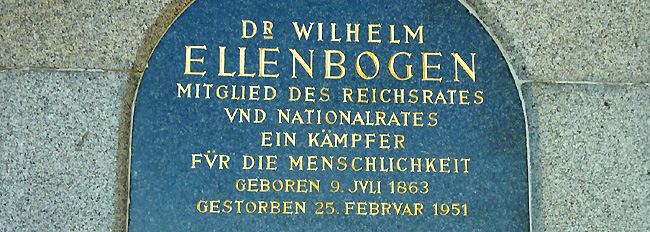 DR WILHELM
ELLENBOGEN
MITGLIED DES REICHSRATES
VND NATIONALRATES
EIN KÄMPFER
FÜR DIE MENSCHLICHKEIT
GEBOREN 9. JVLI 1863
GESTORBEN 25. FEBRVAR 1951